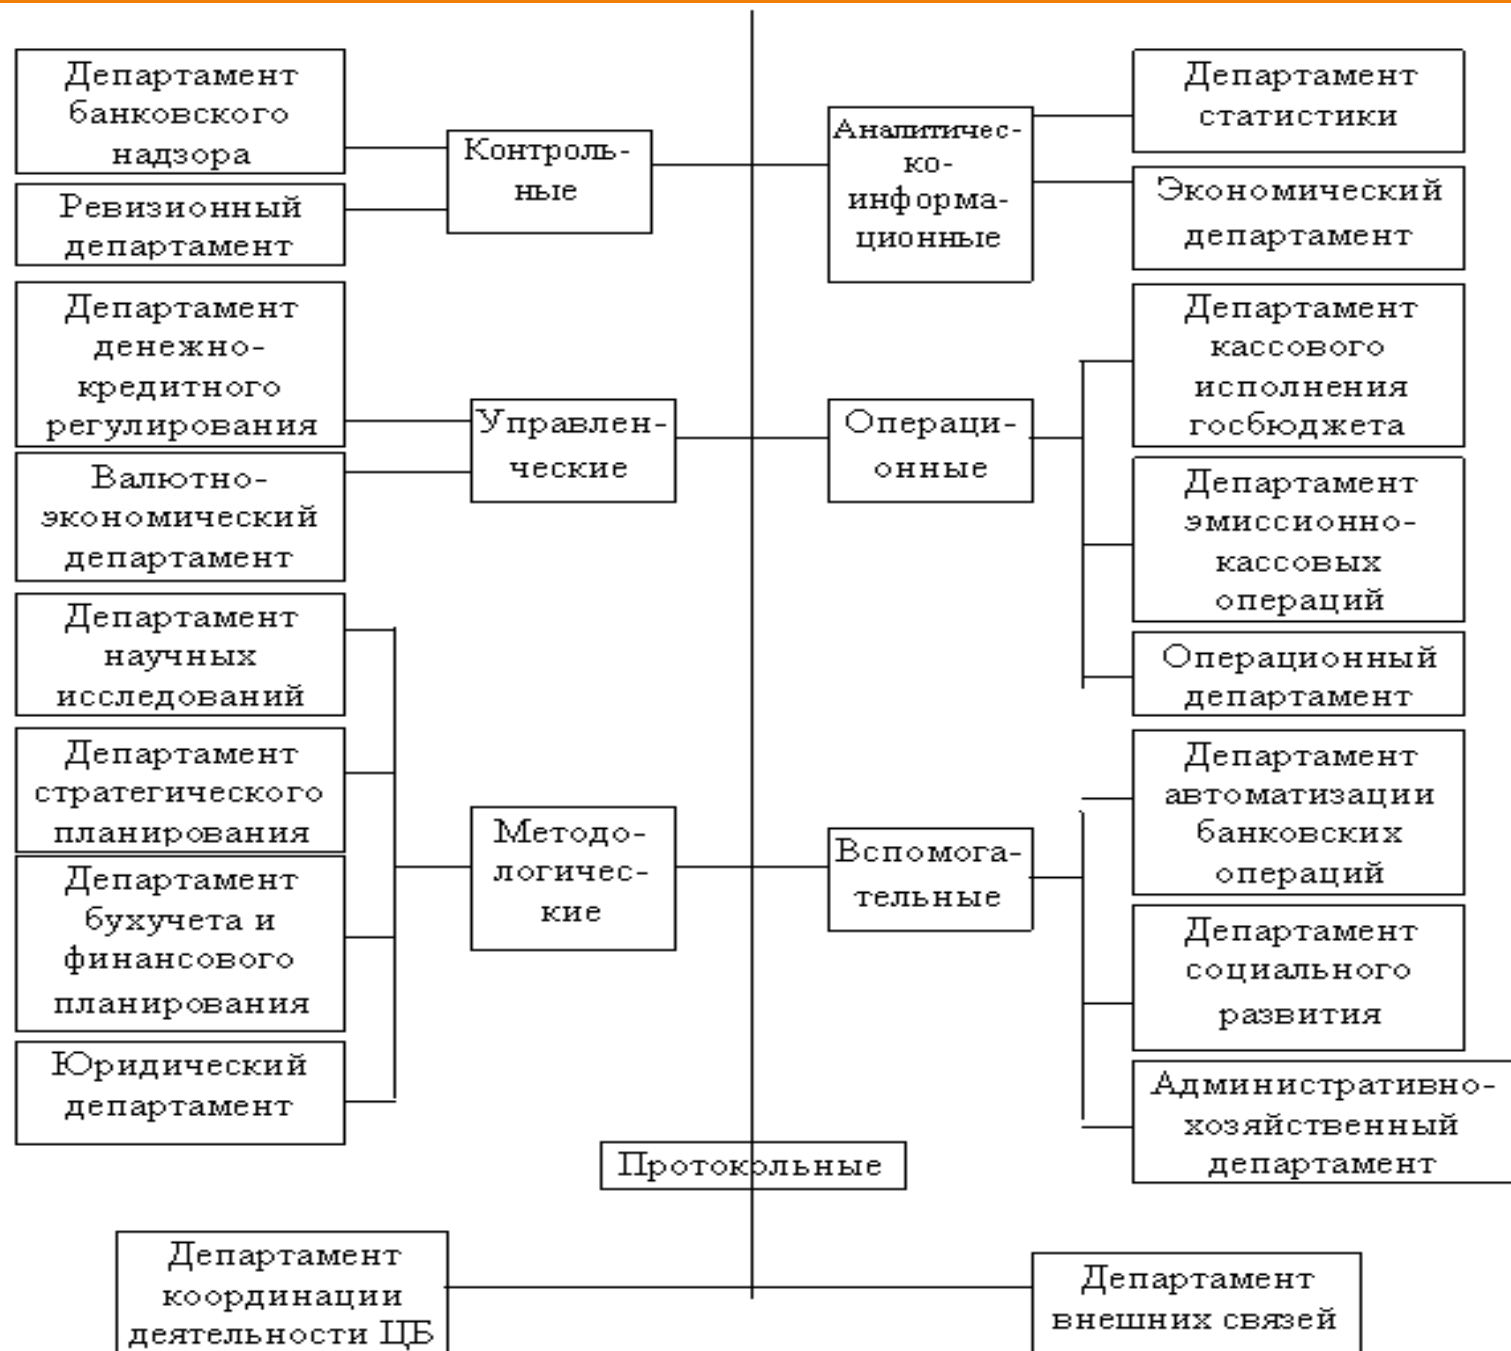 Департамент
банковского
надзора
Ревизионный
департамент
Контроль-
ные
Аналитичес-
ко-
информа-
ционные
Департамент
статистики
Экономический
департамент
Департамент
денежно-
кредитного
регулирования
Валютно-
экономический
департамент
Управлен-
ческие
Операци-
онные
Департамент
кассового
исполнения
госбюджета
Департамент
эмиссионно-
кассовых
операций
Операционный
департамент
Департамент
научных
исследований
Департамент
стратегического
планирования
Департамент
бухучета и
финансового
планирования
Юридический
департамент
Методо-
логичес-
кие
Вспомога-
тельные
Департамент
автоматизации
банковских
операций
Департамент
социального
развития
Административно-
хозяйственный
департамент
Протокольные
Департамент
координации
деятельности ЦБ
Департамент
внешних связей